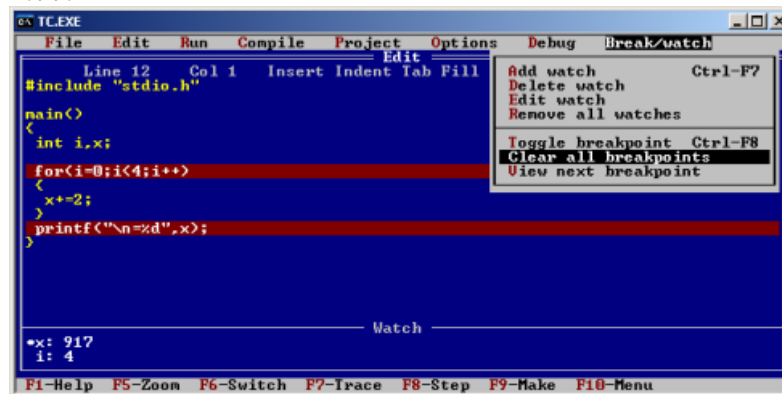 TC.EXE
File Edit Run Compile Project Options Debug Break/watch
Edit
Line 12 Col 1 Insert Indent Tab Fill
#include "stdio.h"
main()
{
int i,x;
for(i=0;i<4;i++)
{
x+=2;
}
printf("\n=%d",x);
}
Add watch Ctrl-F7
Delete watch
Edit watch
Remove all watches
Toggle breakpoint Ctrl-F8
Clear all breakpoints
View next breakpoint
Watch
•x: 917
i: 4
F1-Help F5-Zoom F6-Switch F7-Trace F8-Step F9-Make F10-Menu